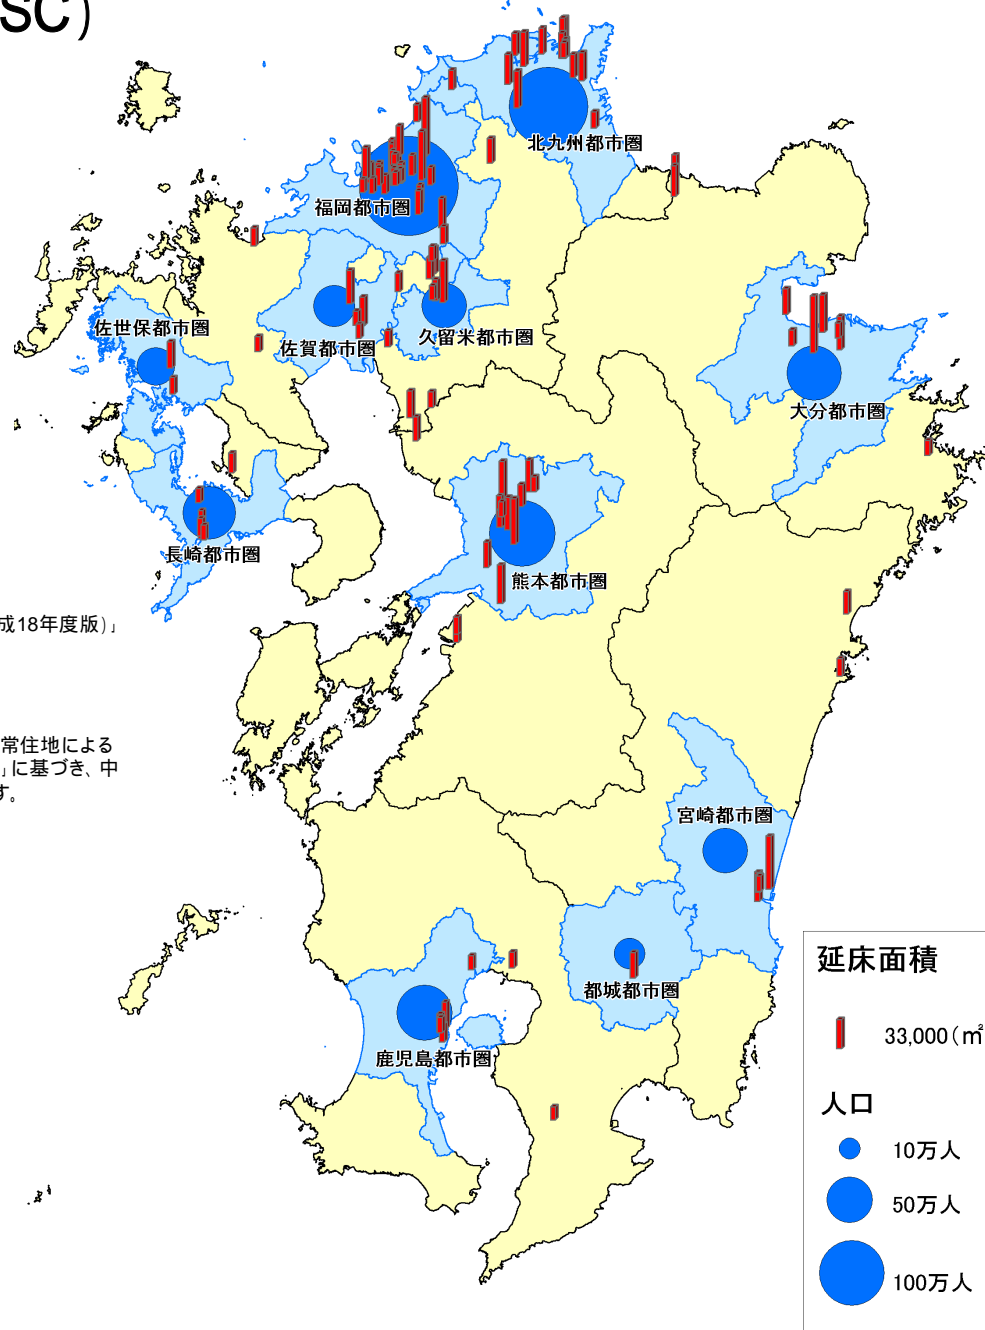 SC）
北九州都市圏
福岡都市圏
佐世保都市圏
佐賀都市圏
久留米都市圏
大分都市圏
長崎都市圏
熊本都市圏
成18年度版)」
常住地による
」に基づき、中
す。
宮崎都市圏
都城都市圏
鹿児島都市圏
延床面積
33,000（㎡
人口
10万人
50万人
100万人